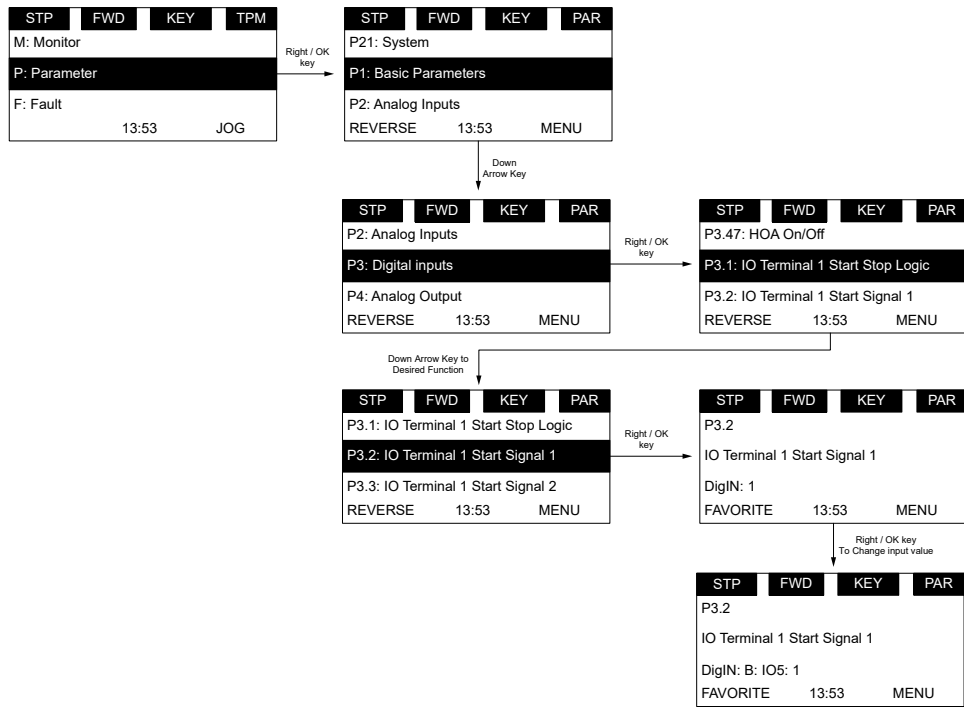 STP FWD KEY TPM
M: Monitor
P: Parameter
F: Fault
13:53 JOG
Right / OK
key
STP FWD KEY PAR
P21: System
P1: Basic Parameters
P2: Analog Inputs
REVERSE 13:53 MENU
Down
Arrow Key
STP FWD KEY PAR
P2: Analog Inputs
P3: Digital inputs
P4: Analog Output
REVERSE 13:53 MENU
Right / OK
key
STP FWD KEY PAR
P3.47: HOA On/Off
P3.1: IO Terminal 1 Start Stop Logic
P3.2: IO Terminal 1 Start Signal 1
REVERSE 13:53 MENU
Down Arrow Key to
Desired Function
STP FWD KEY PAR
P3.1: IO Terminal 1 Start Stop Logic
P3.2: IO Terminal 1 Start Signal 1
P3.3: IO Terminal 1 Start Signal 2
REVERSE 13:53 MENU
Right / OK
key
STP FWD KEY PAR
P3.2
IO Terminal 1 Start Signal 1
DigIN: 1
FAVORITE 13:53 MENU
Right / OK key
To Change input value
STP FWD KEY PAR
P3.2
IO Terminal 1 Start Signal 1
DigIN: B: IO5: 1
FAVORITE 13:53 MENU